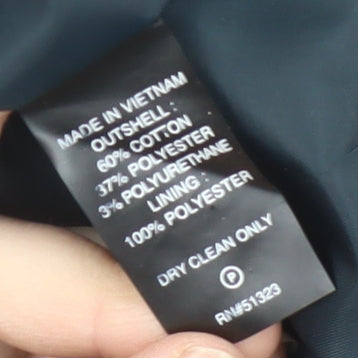 MADE IN VIETNAM
OUTSHELL :
60% COTTON
37% POLYESTER
3% POLYURETHANE
LINING :
100% POLYESTER
DRY CLEAN ONLY
P
RN#51323